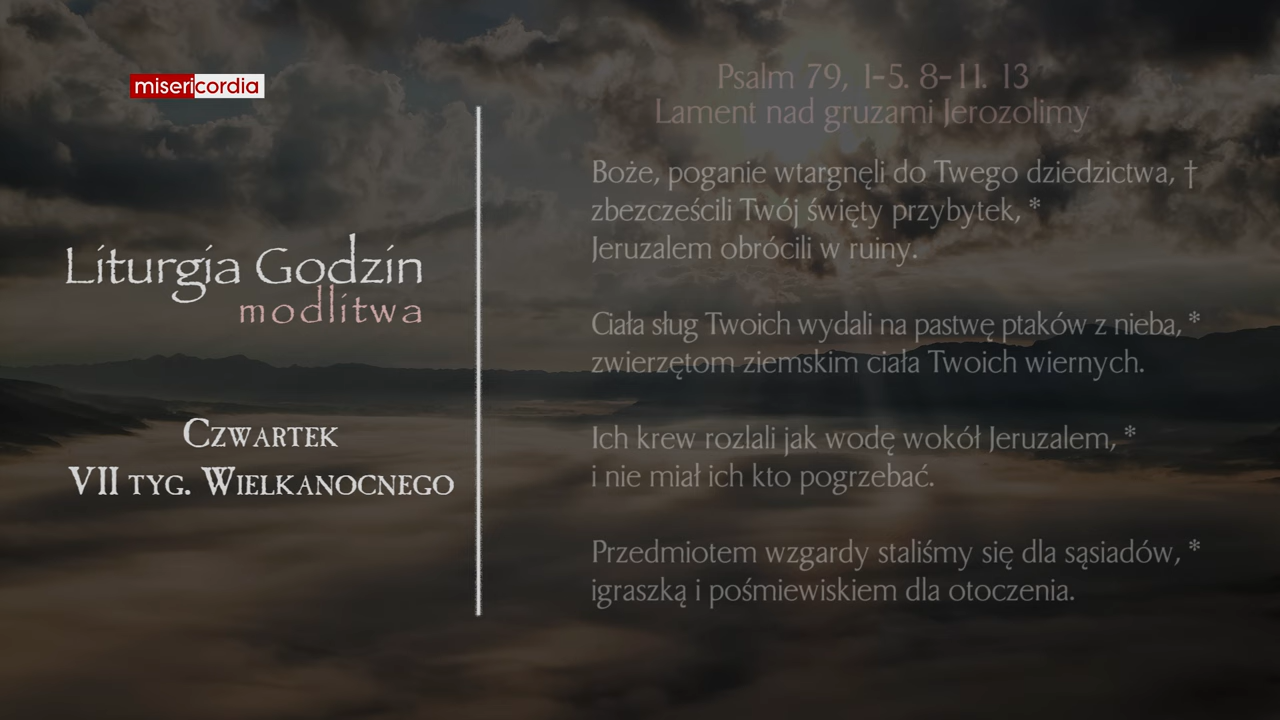 misericordia
Liturgia Godzin
modlitwa
Czwartek
VII tyg. Wielkanocnego
Psalm 79, 1-5. 8-11. 13
Lament nad gruzami Jerozolimy
Boże, poganie wtargnęli do Twego dziedzictwa, †
zbezcześcili Twój święty przybytek, *
Jeruzalem obrócili w ruiny.
Ciała sług Twoich wydali na pastwę ptaków z nieba, *
zwierzętom ziemskim ciała Twoich wiernych.
Ich krew rozlali jak wodę wokół Jeruzalem, *
i nie miał ich kto pogrzebać.
Przedmiotem wzgardy staliśmy się dla sąsiadów, *
igraszką i pośmiewiskiem dla otoczenia.